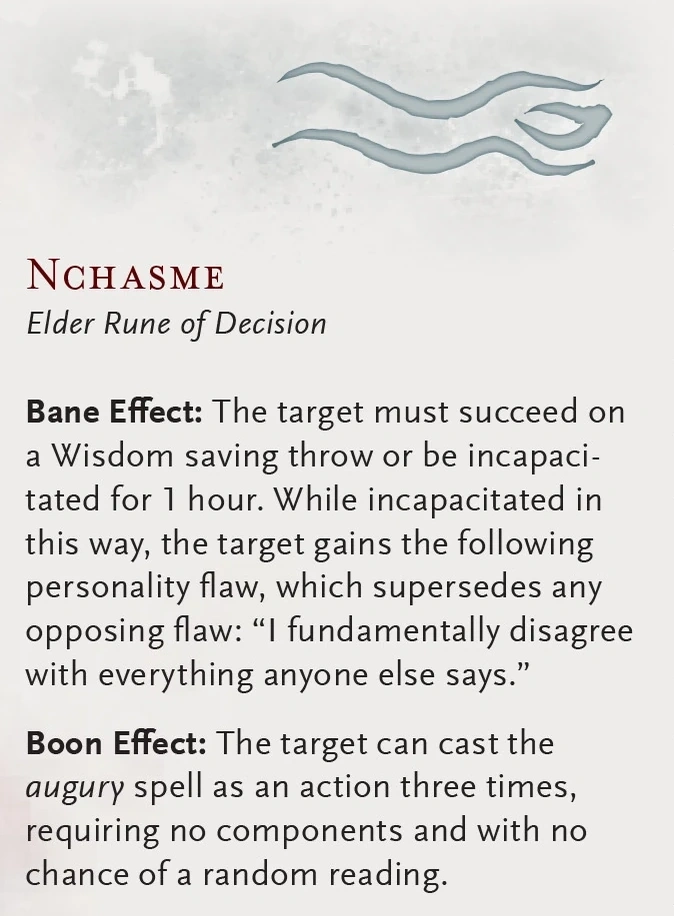 Nchasme
Elder Rune of Decision
Bane Effect: The target must succeed on
a Wisdom saving throw or be incapaci-
tated for 1 hour. While incapacitated in
this way, the target gains the following
personality flaw, which supersedes any
opposing flaw: “I fundamentally disagree
with everything anyone else says.”
Boon Effect: The target can cast the
augury spell as an action three times,
requiring no components and with no
chance of a random reading.